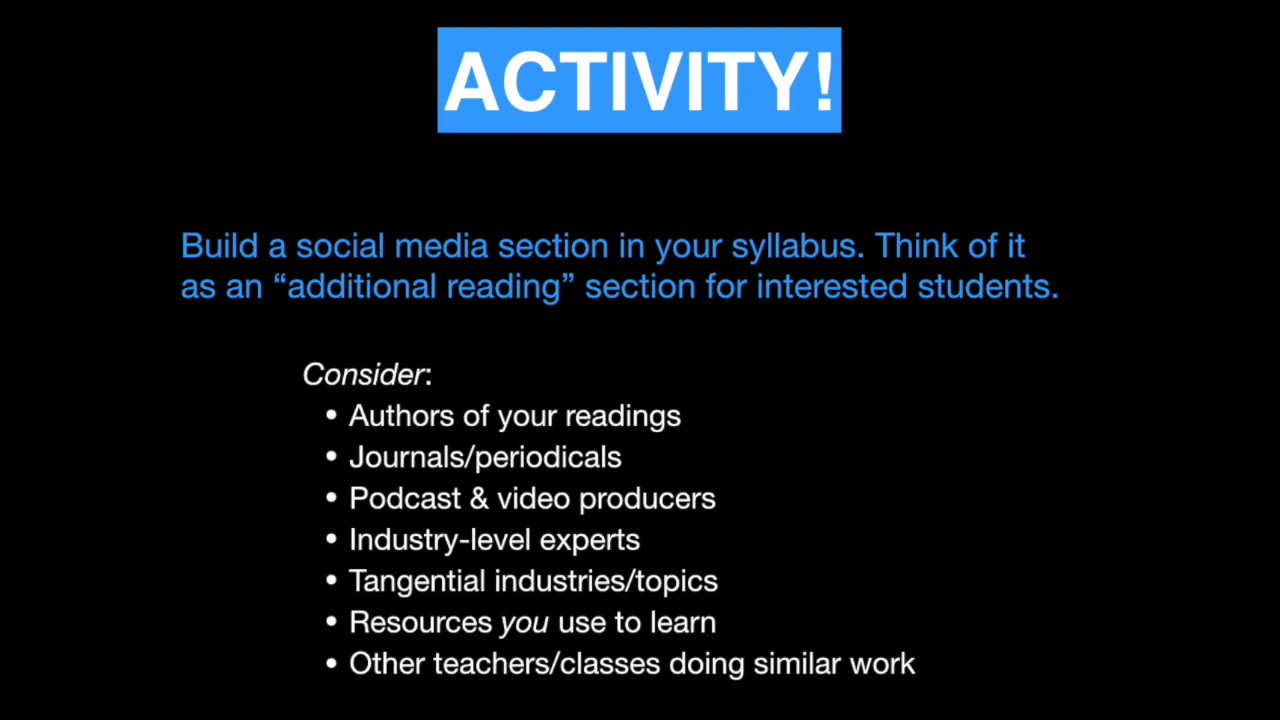 ACTIVITY!
Build a social media section in your syllabus. Think of it
as an “additional reading” section for interested students.
Consider:
• Authors of your readings
• Journals/periodicals
• Podcast & video producers
• Industry-level experts
• Tangential industries/topics
• Resources you use to learn
• Other teachers/classes doing similar work